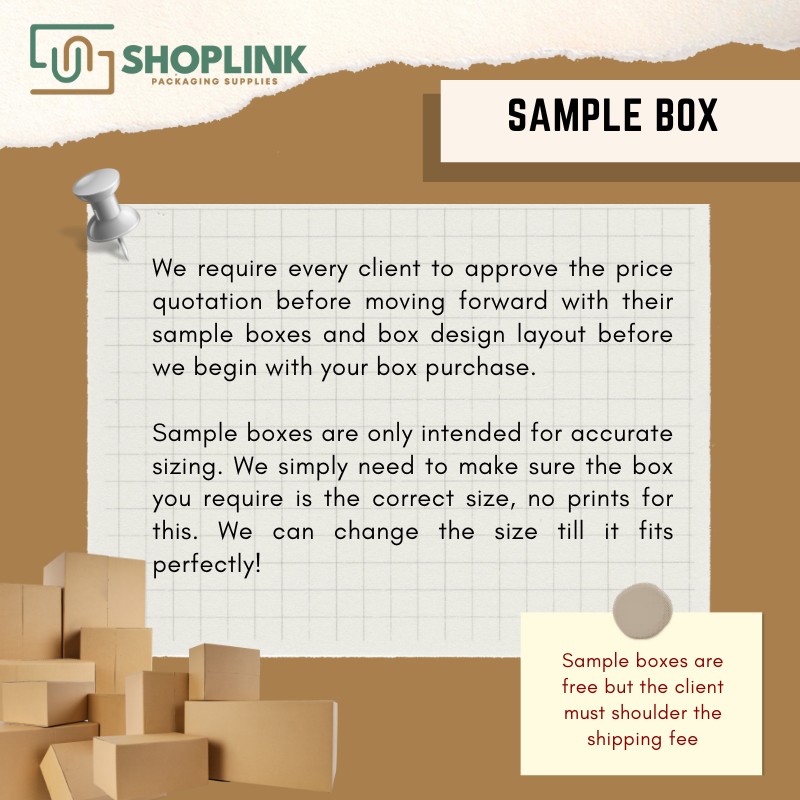 SHOPLINK
PACKAGING SUPPLIES
SAMPLE BOX
We require every client to approve the price
quotation before moving forward with their
sample boxes and box design layout before
we begin with your box purchase.
Sample boxes are only intended for accurate
sizing. We simply need to make sure the box
you require is the correct size, no prints for
this. We can change the size till it fits
perfectly!
Sample boxes are
free but the client
must shoulder the
shipping fee